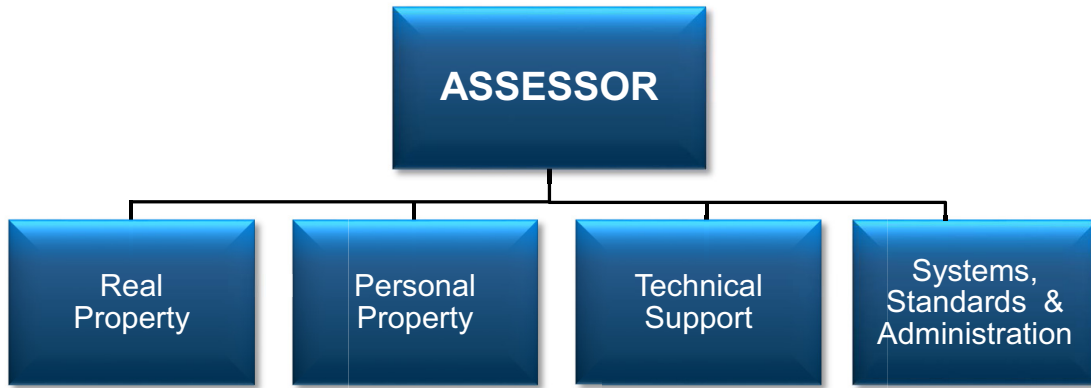 ASSESSOR
Real
Property
Personal
Property
Technical
Support
Systems,
Standards &
Administration